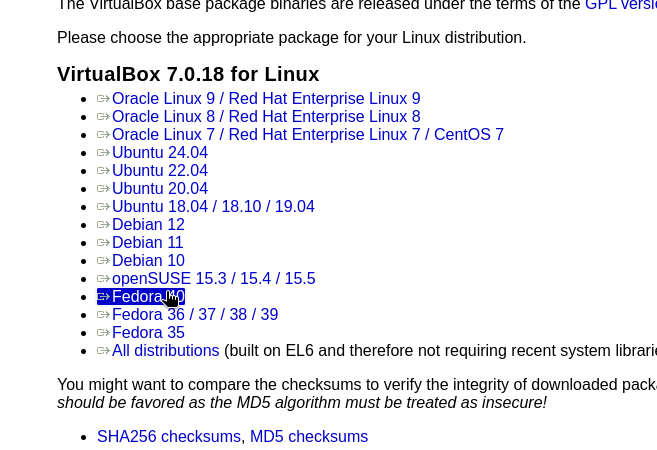 The VirtualBox base package binaries are released under the terms of the GPL
Please choose the appropriate package for your Linux distribution.
VirtualBox 7.0.18 for Linux
Oracle Linux 9 / Red Hat Enterprise Linux 9
Oracle Linux 8 / Red Hat Enterprise Linux 8
Oracle Linux 7 / Red Hat Enterprise Linux 7 / CentOS 7
Ubuntu 24.04
Ubuntu 22.04
Ubuntu 20.04
Ubuntu 18.04 / 18.10 / 19.04
Debian 12
Debian 11
Debian 10
openSUSE 15.3 / 15.4 / 15.5
Fedora
Fedora 36 / 37 / 38 / 39
Fedora 35
All distributions (built on EL6 and therefore not requiring recent system
You might want to compare the checksums to verify the integrity of downloaded
should be favored as the MD5 algorithm must be treated as insecure!
SHA256 checksums, MD5 checksums